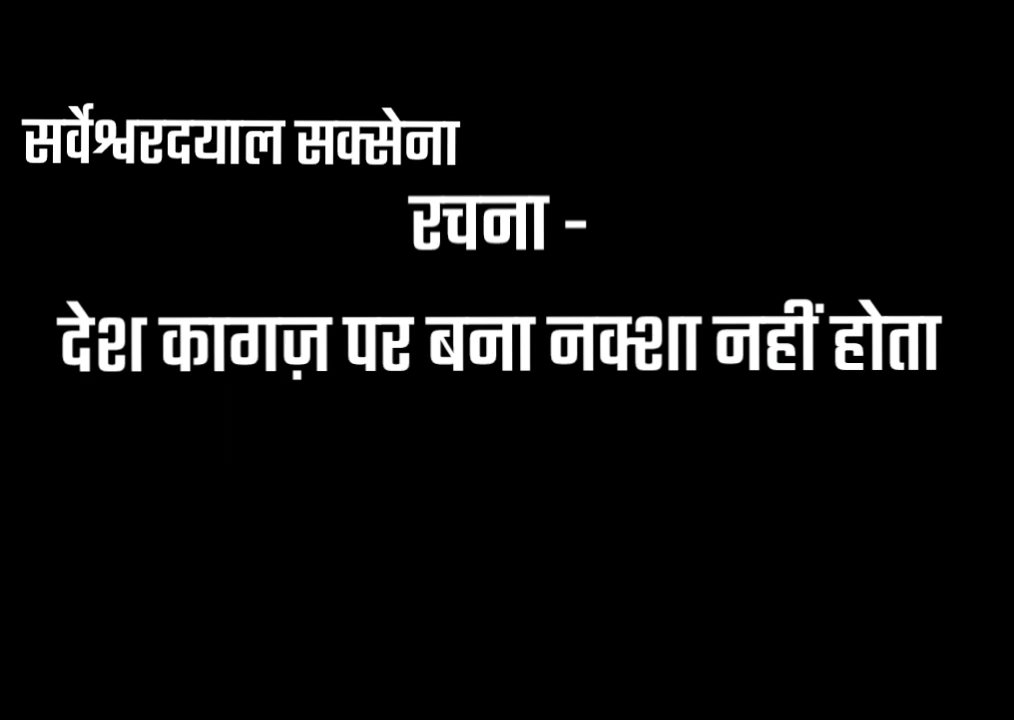 सर्वेश्वरदयाल सक्सेना
रचना -
देश कागज़ पर बना नक्शा नहीं होता